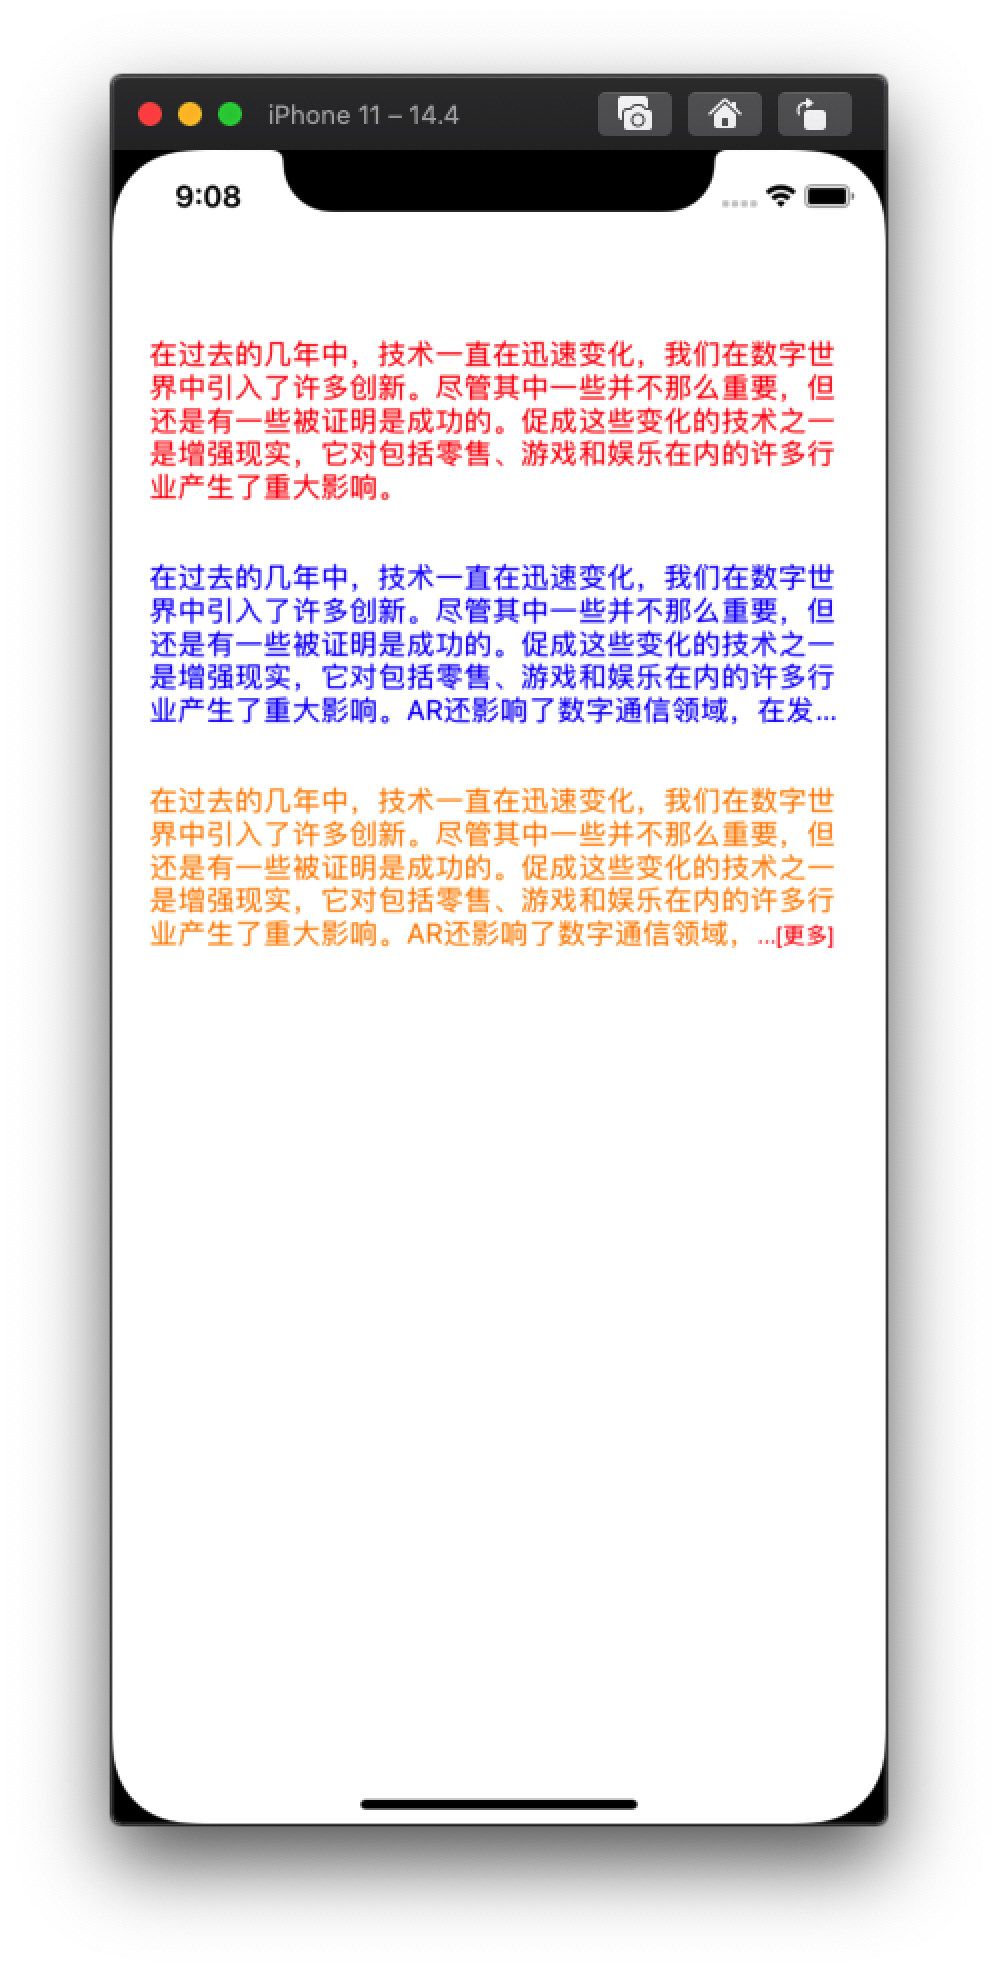 iPhone 11 – 14.4
9:08
在过去的几年中，技术一直在迅速变化，我们在数字世
界中引入了许多创新。尽管其中一些并不那么重要，但
还是有一些被证明是成功的。促成这些变化的技术之一
是增强现实，它对包括零售、游戏和娱乐在内的许多行
业产生了重大影响。
在过去的几年中，技术一直在迅速变化，我们在数字世
界中引入了许多创新。尽管其中一些并不那么重要，但
还是有一些被证明是成功的。促成这些变化的技术之一
是增强现实，它对包括零售、游戏和娱乐在内的许多行
业产生了重大影响。AR还影响了数字通信领域，在发...
在过去的几年中，技术一直在迅速变化，我们在数字世
界中引入了许多创新。尽管其中一些并不那么重要，但
还是有一些被证明是成功的。促成这些变化的技术之一
是增强现实，它对包括零售、游戏和娱乐在内的许多行
业产生了重大影响。AR还影响了数字通信领域，...[更多]